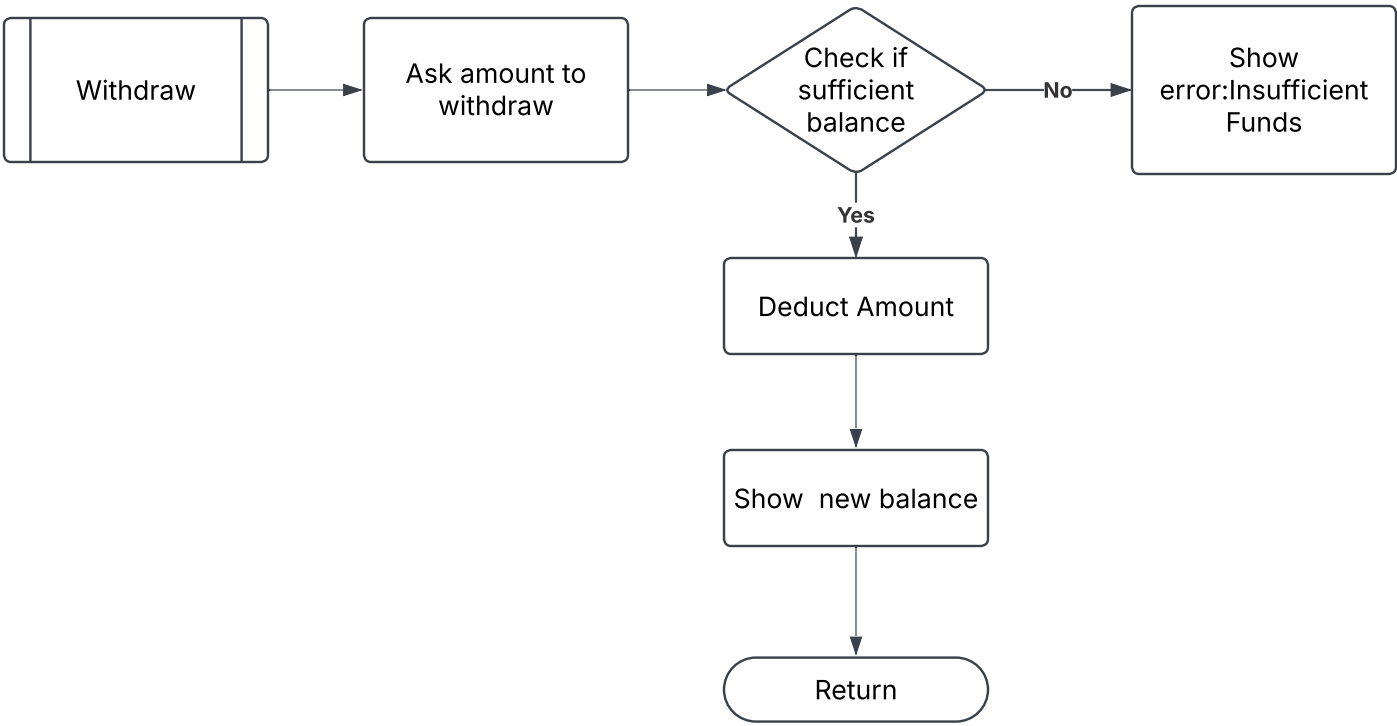 Withdraw
Ask amount to
withdraw
Check if
sufficient
balance
No
Show
error:Insufficient
Funds
Yes
Deduct Amount
Show  new balance
Return